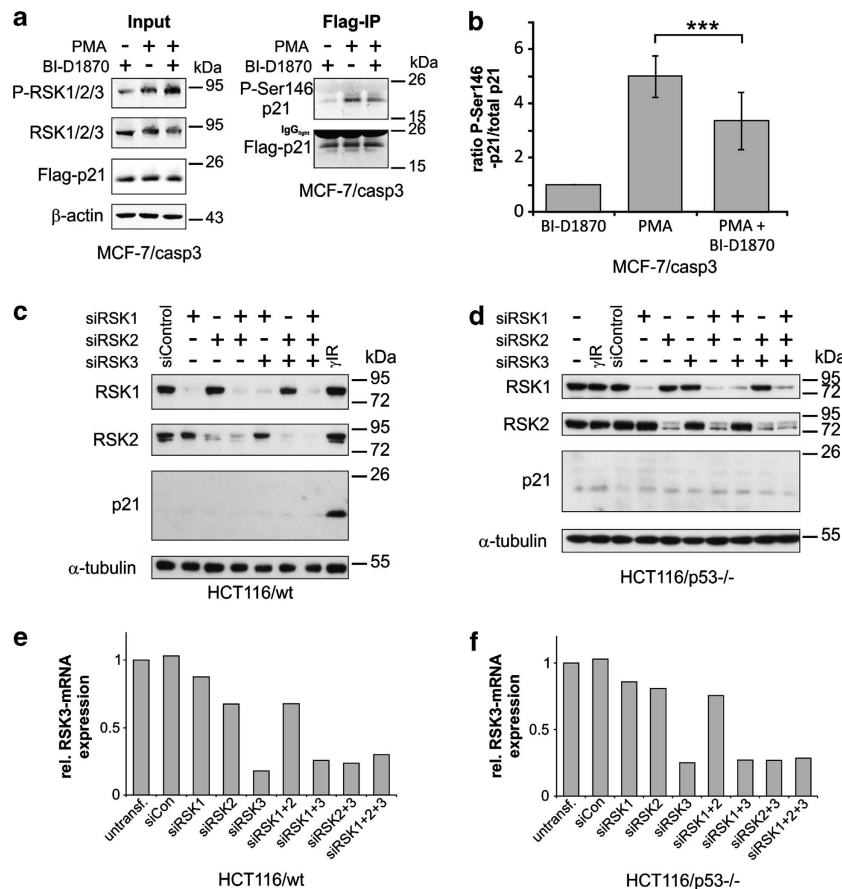 a
Input
PMA - + +
BI-D1870 + - + kDa
P-RSK1/2/3 95
RSK1/2/3 95
Flag-p21 26
β-actin 43
MCF-7/casp3
Flag-IP
PMA - + +
BI-D1870 + - + kDa
P-Ser146 p21 26
15
IgGlight 26
Flag-p21
15
MCF-7/casp3
b
ratio P-Ser146
-p21/total p21
6
4
2
0
***
BI-D1870 PMA PMA +
BI-D1870
MCF-7/casp3
c
siRSK1 siControl + - + + - + γIR
siRSK2 - + + - + +
siRSK3 - - - + + + kDa
RSK1 95
72
RSK2 95
72
p21 26
α-tubulin 55
HCT116/wt
d
siRSK1 - γIR siControl + - - + + - +
siRSK2 - - + - + - + +
siRSK3 - - - + - + + + kDa
RSK1 95
72
RSK2 95
72
p21 26
α-tubulin 55
HCT116/p53-/-
e
rel. RSK3-mRNA
expression
1
0.5
0
untransf. siCon siRSK1 siRSK2 siRSK3 siRSK1+2 siRSK1+3 siRSK2+3 siRSK1+2+3
HCT116/wt
f
rel. RSK3-mRNA
expression
1
0.5
0
untransf. siCon siRSK1 siRSK2 siRSK3 siRSK1+2 siRSK1+3 siRSK2+3 siRSK1+2+3
HCT116/p53-/-